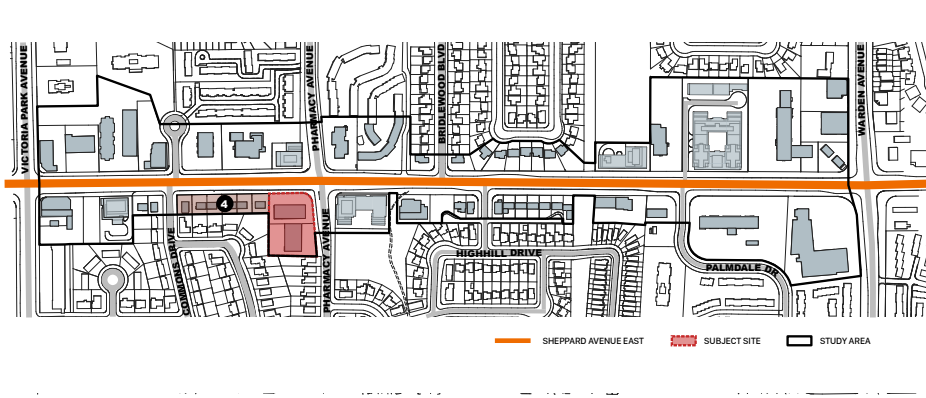 VICTORIA PARK AVENUE
PHARMACY AVENUE
BRIDLEWOOD BLVD
WARDEN AVENUE
4
COMMONS DRIVE
PHARMACY AVENUE
HIGHHILL DRIVE
PALMDALE DR
SHEPPARD AVENUE EAST
SUBJECT SITE
STUDY AREA